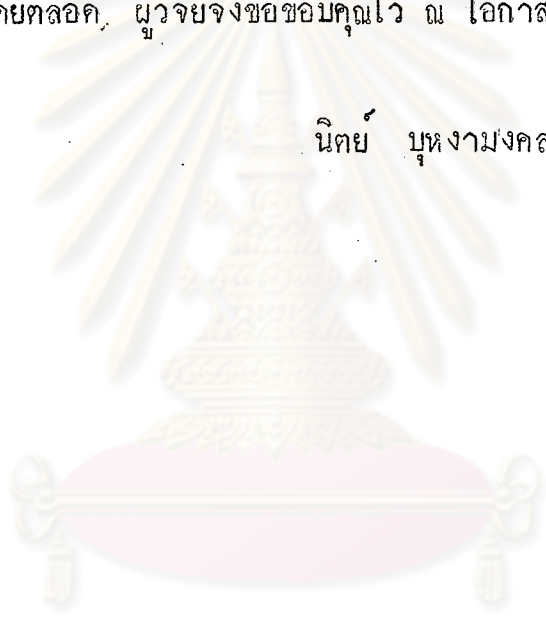 ยตลอด ผู้วิจัยจึงขอขอบคุณไว้ ณ โอกาส
นิตย์ บุหงามงคล